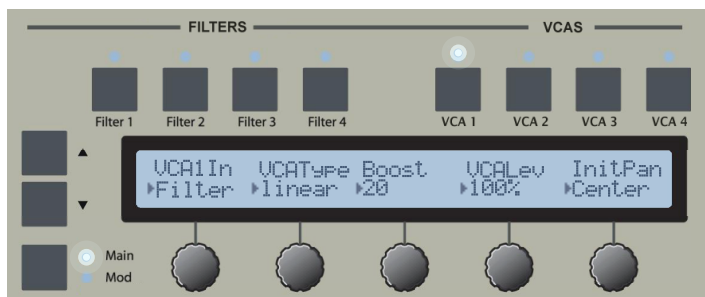 FILTERS VCAS
Filter 1 Filter 2 Filter 3 Filter 4 VCA 1 VCA 2 VCA 3 VCA 4
VCA1In VCAType Boost VCALev InitPan
▶Filter ▶linear ▶20 ▶100% ▶Center
Main
Mod